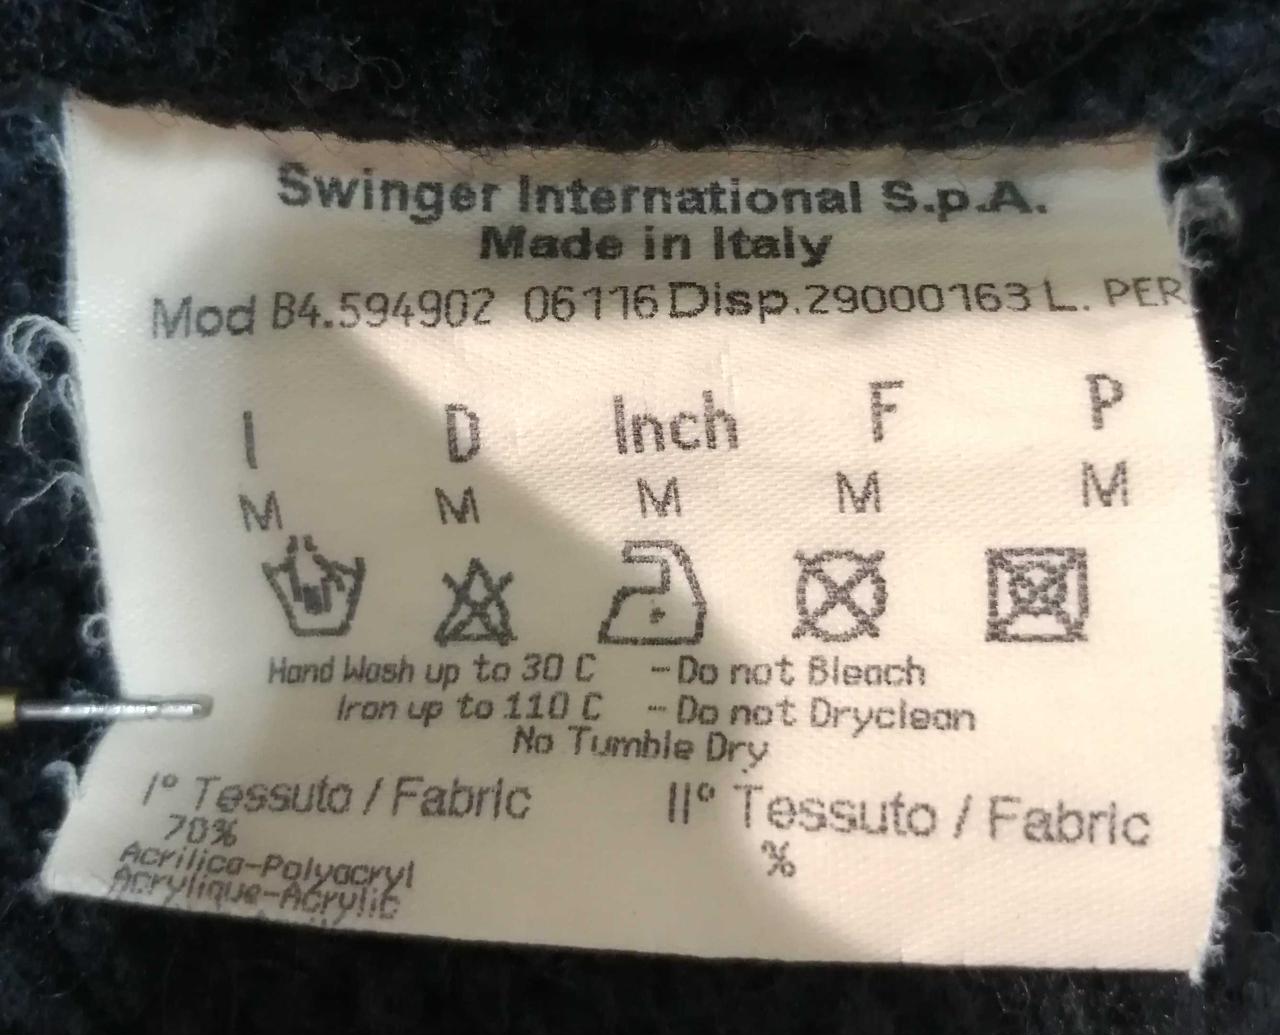 Swinger International S.p.A.
Made in Italy
Mod B4.594902 06116 Disp.29000163 L. PER
I D Inch F P
M M M M M
Hand Wash up to 30 C - Do not Bleach
Iron up to 110 C - Do not Dryclean
No Tumble Dry
I° Tessuto / Fabric II° Tessuto / Fabric
70% %
Acrilica-Polyacryl
Acrylique-Acrylic